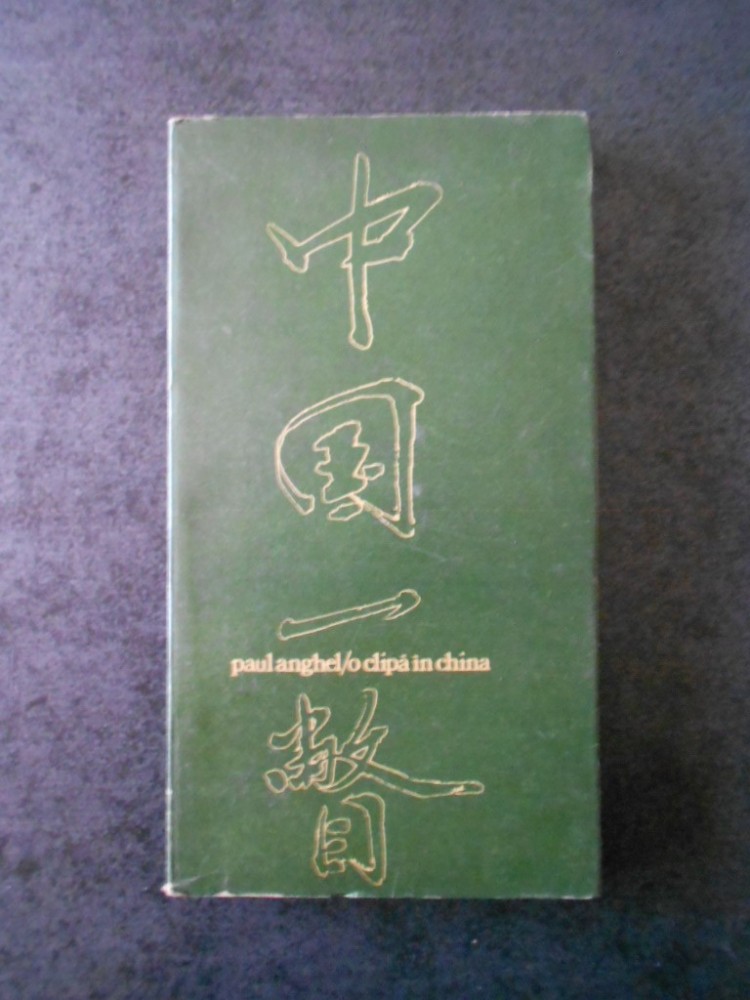 中国一瞥
paul anghel/o clipă în china